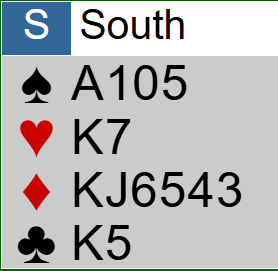 S South
♠ A105
♥ K7
♦ KJ6543
♣ K5